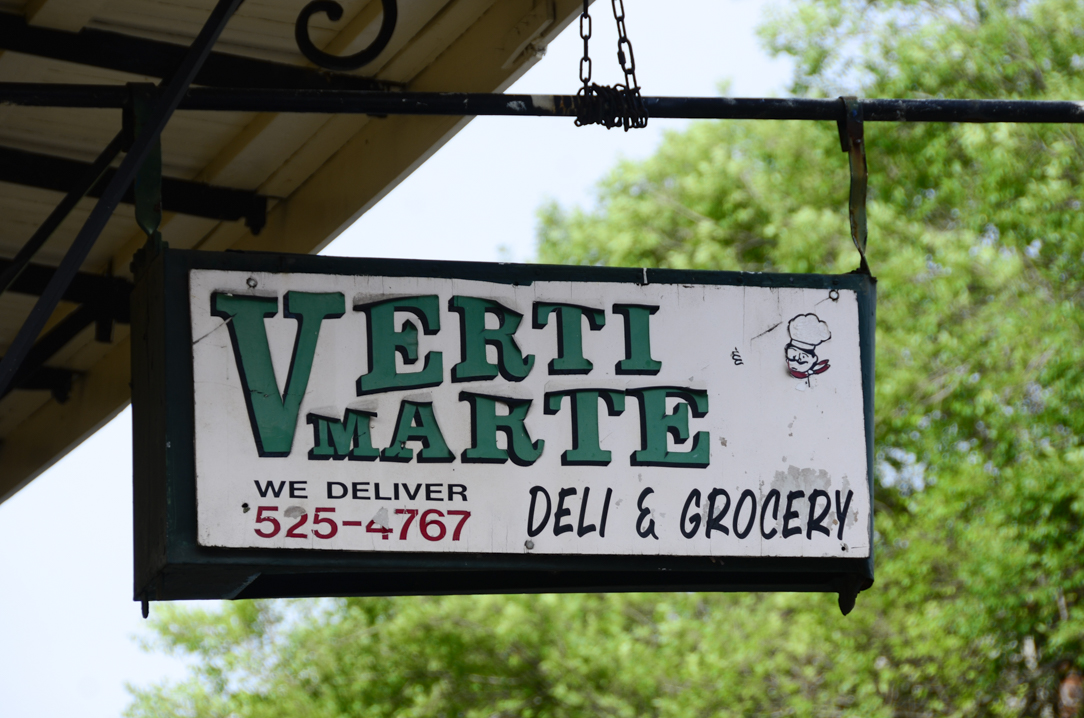 VERTI
MARTE
WE DELIVER
525-4767
DELI & GROCERY